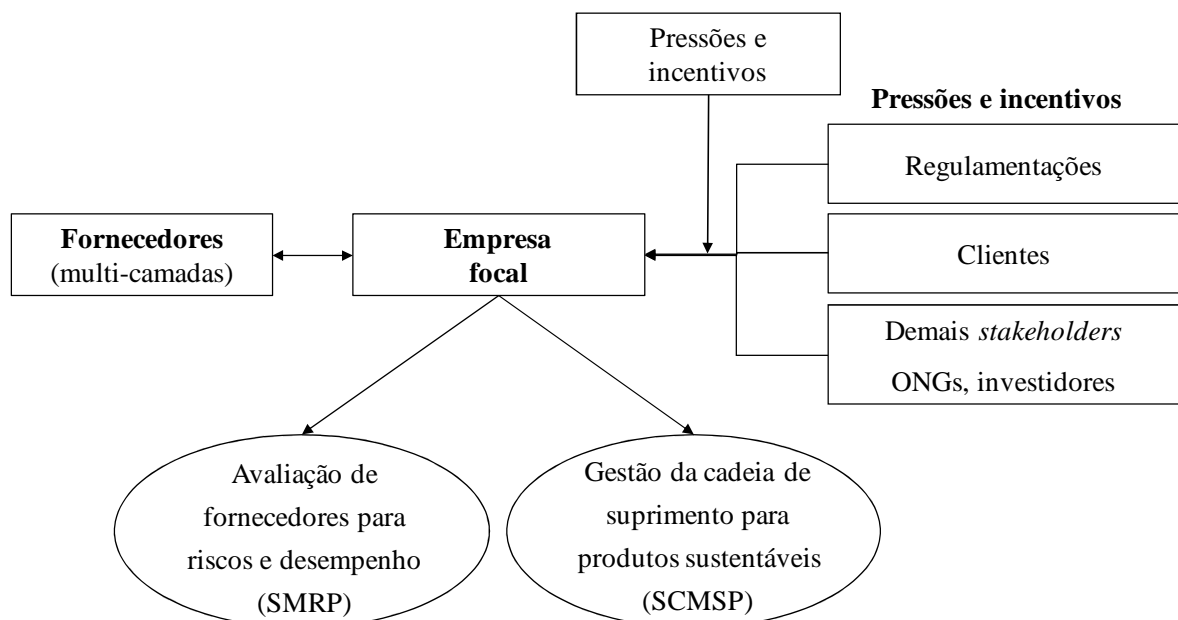 Pressões e
incentivos
Pressões e incentivos
Regulamentações
Fornecedores
(multi-camadas)
Empresa
focal
Clientes
Demais stakeholders
ONGs, investidores
Avaliação de
fornecedores para
riscos e desempenho
(SMRP)
Gestão da cadeia de
suprimento para
produtos sustentáveis
(SCMSP)